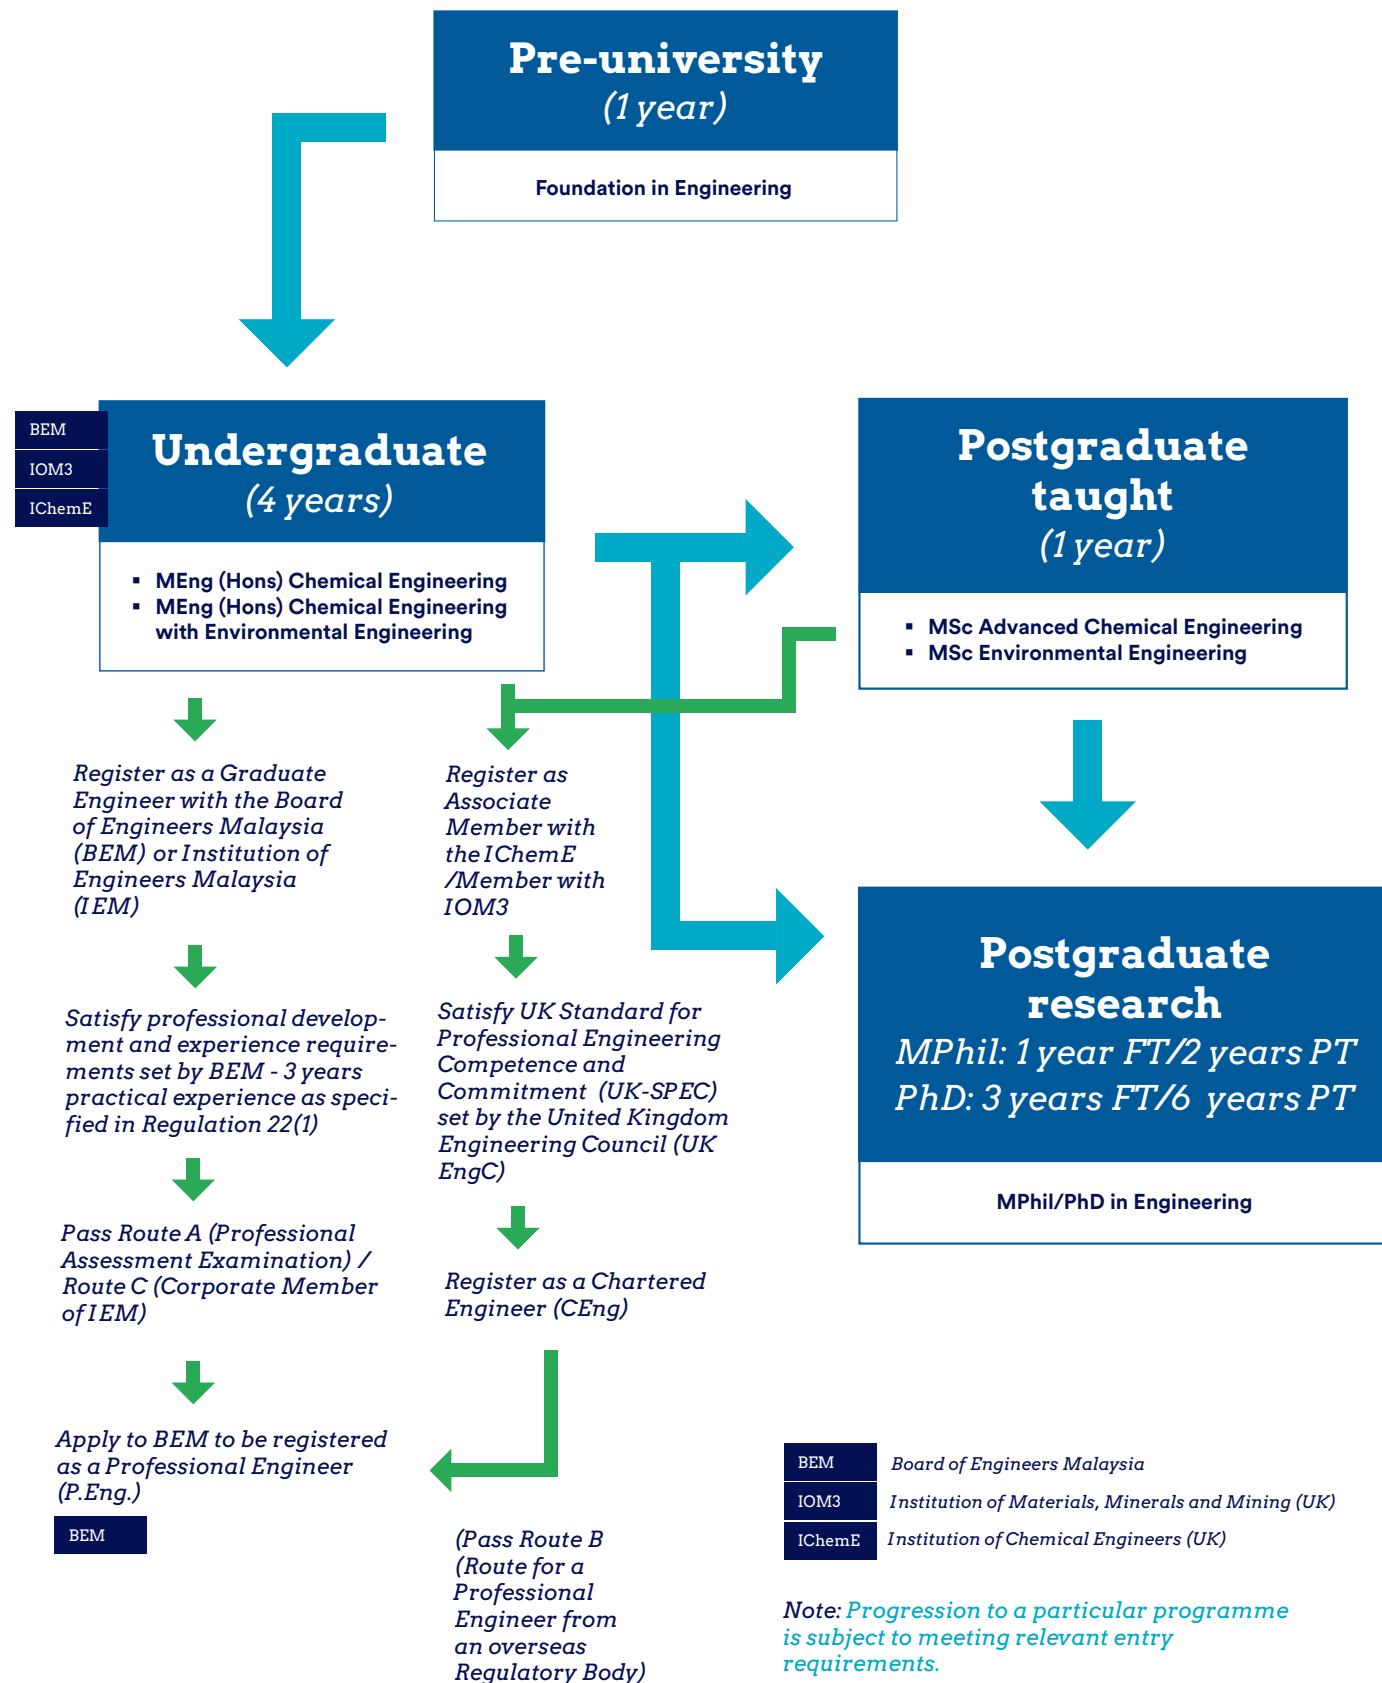 Pre-university
(1 year)
Foundation in Engineering
BEM
IOM3
IChemE
Undergraduate
(4 years)
▪ MEng (Hons) Chemical Engineering
▪ MEng (Hons) Chemical Engineering
with Environmental Engineering
Postgraduate
taught
(1 year)
▪ MSc Advanced Chemical Engineering
▪ MSc Environmental Engineering
Register as a Graduate
Engineer with the Board
of Engineers Malaysia
(BEM) or Institution of
Engineers Malaysia
(IEM)
Satisfy professional develop-
ment and experience require-
ments set by BEM - 3 years
practical experience as speci-
fied in Regulation 22(1)
Pass Route A (Professional
Assessment Examination) /
Route C (Corporate Member
of IEM)
Apply to BEM to be registered
as a Professional Engineer
(P.Eng.)
BEM
Register as
Associate
Member with
the IChemE
/Member with
IOM3
Satisfy UK Standard for
Professional Engineering
Competence and
Commitment (UK-SPEC)
set by the United Kingdom
Engineering Council (UK
EngC)
Register as a Chartered
Engineer (CEng)
(Pass Route B
(Route for a
Professional
Engineer from
an overseas
Regulatory Body)
Postgraduate
research
MPhil: 1 year FT/2 years PT
PhD: 3 years FT/6 years PT
MPhil/PhD in Engineering
BEM Board of Engineers Malaysia
IOM3 Institution of Materials, Minerals and Mining (UK)
IChemE Institution of Chemical Engineers (UK)
Note: Progression to a particular programme
is subject to meeting relevant entry
requirements.